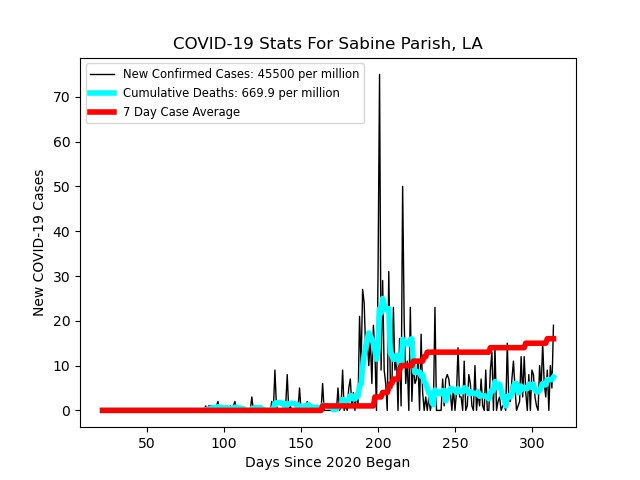 COVID-19 Stats For Sabine Parish, LA
New Confirmed Cases: 45500 per million
Cumulative Deaths: 669.9 per million
7 Day Case Average
New COVID-19 Cases
70
60
50
40
30
20
10
0
50 100 150 200 250 300
Days Since 2020 Began